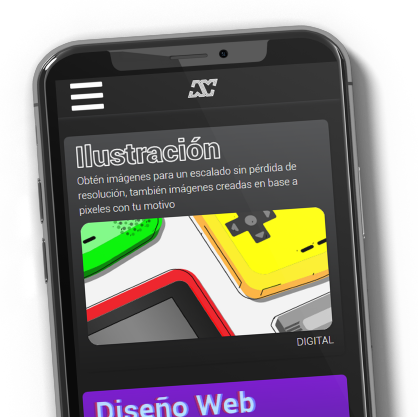 Ilustración
Obtén imágenes para un escalado sin pérdida de
resolución, también imágenes creadas en base a
pixeles con tu motivo
DIGITAL
Diseño Web